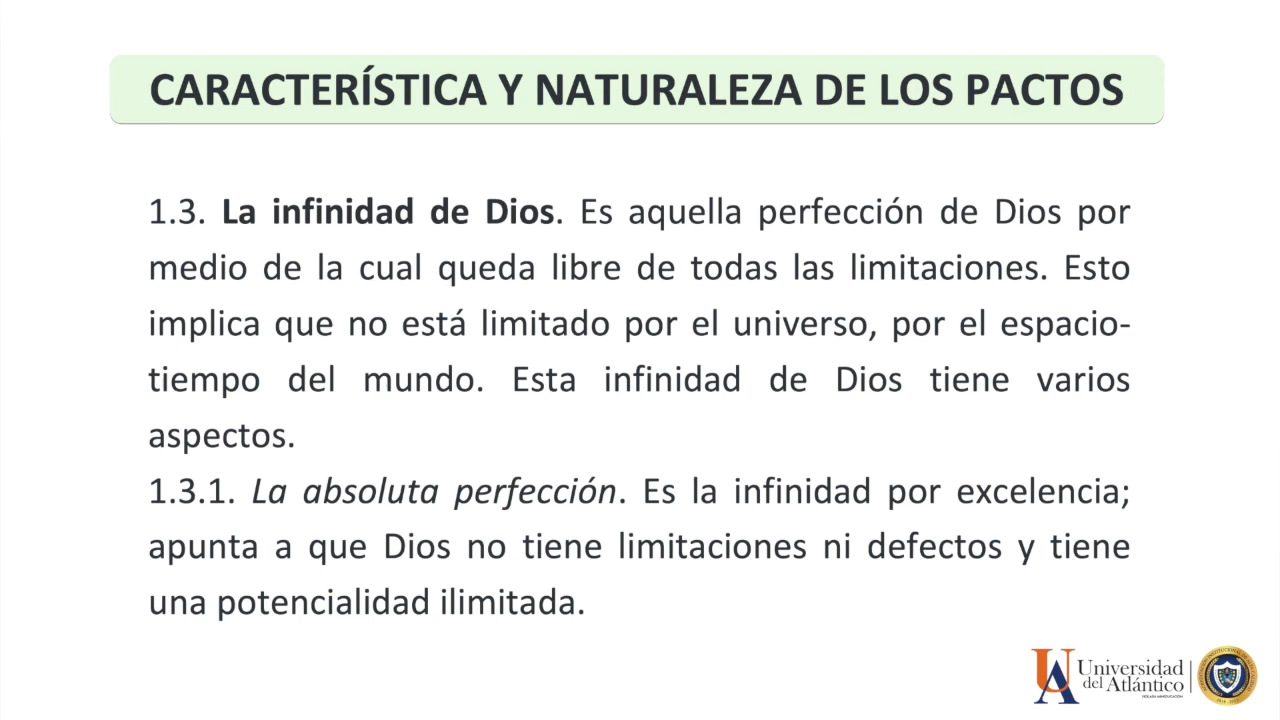 CARACTERÍSTICA Y NATURALEZA DE LOS PACTOS
1.3. La infinidad de Dios. Es aquella perfección de Dios por
medio de la cual queda libre de todas las limitaciones. Esto
implica que no está limitado por el universo, por el espacio-
tiempo del mundo. Esta infinidad de Dios tiene varios
aspectos.
1.3.1. La absoluta perfección. Es la infinidad por excelencia;
apunta a que Dios no tiene limitaciones ni defectos y tiene
una potencialidad ilimitada.
Universidad
del Atlántico